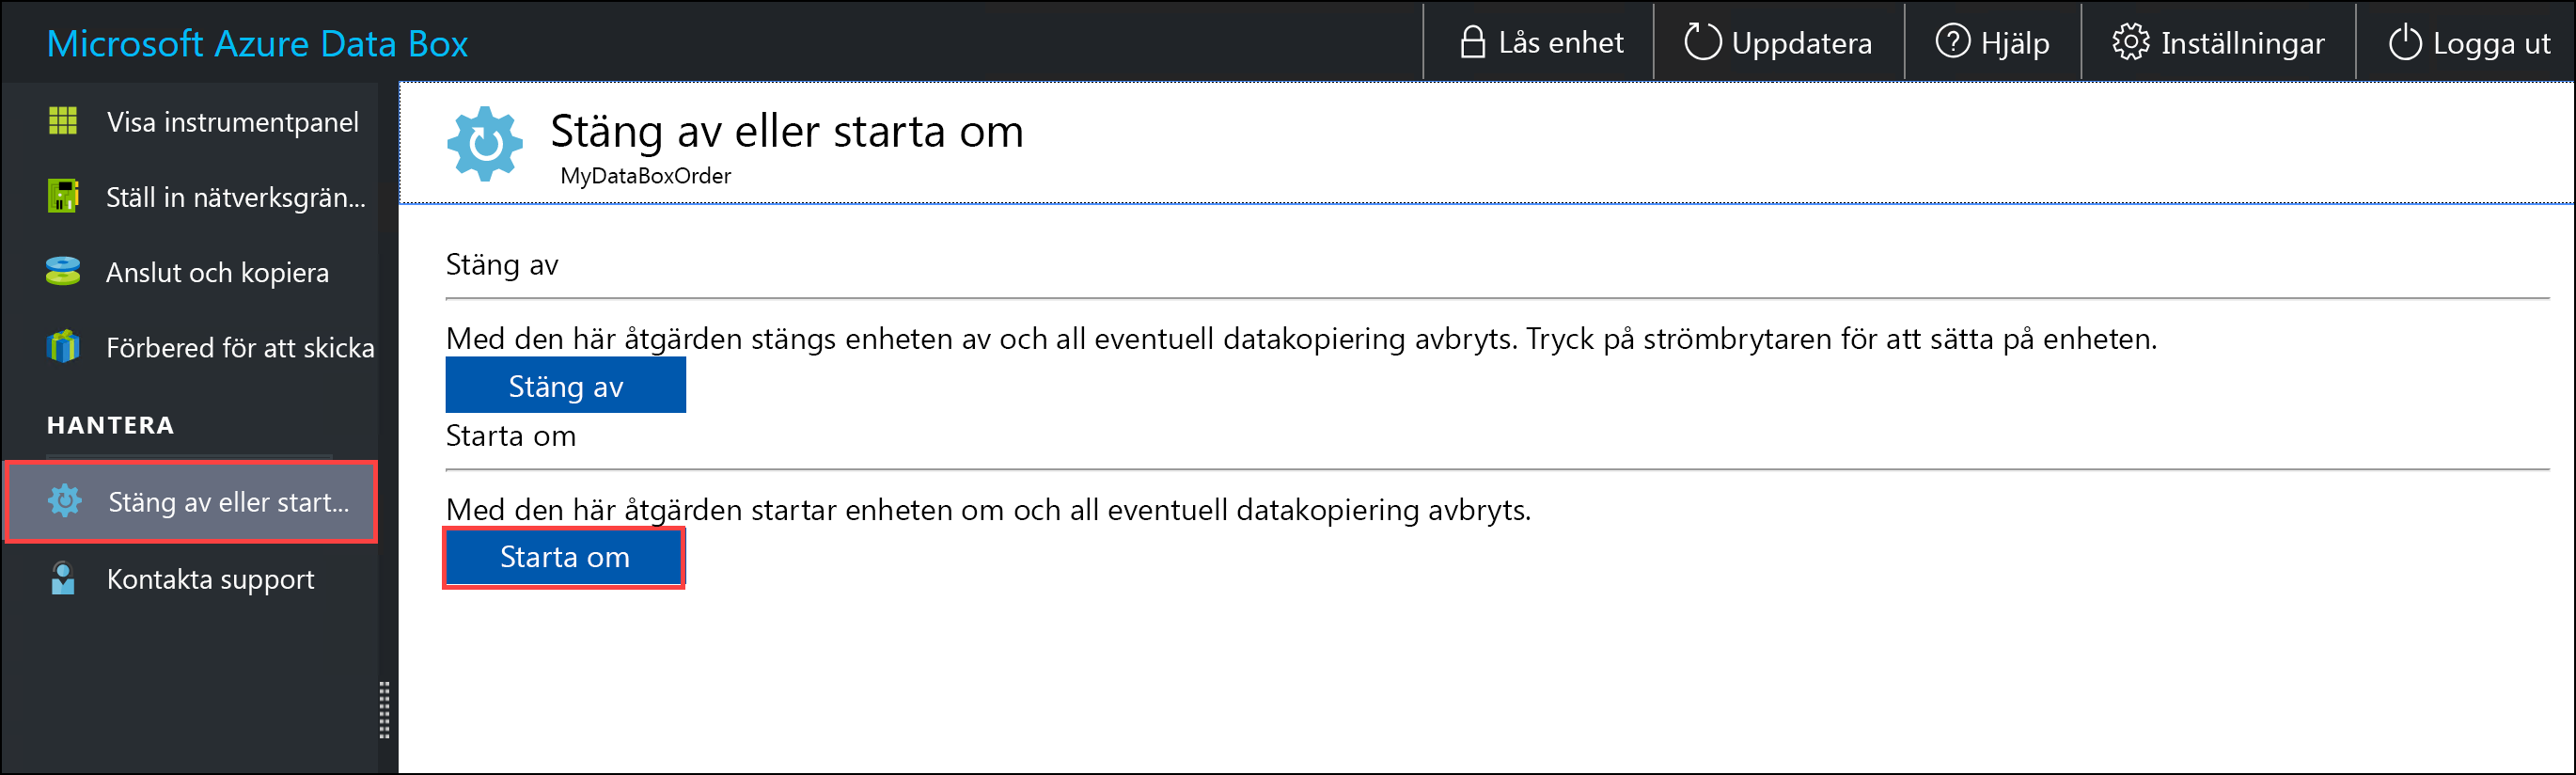 Microsoft Azure Data Box
Lås enhet
Uppdatera
Hjälp
Inställningar
Logga ut
Visa instrumentpanel
Ställ in nätverksgrän...
Anslut och kopiera
Förbered för att skicka
HANTERA
Stäng av eller start...
Kontakta support
Stäng av eller starta om
MyDataBoxOrder
Stäng av
Med den här åtgärden stängs enheten av och all eventuell datakopiering avbryts. Tryck på strömbrytaren för att sätta på enheten.
Stäng av
Starta om
Med den här åtgärden startar enheten om och all eventuell datakopiering avbryts.
Starta om